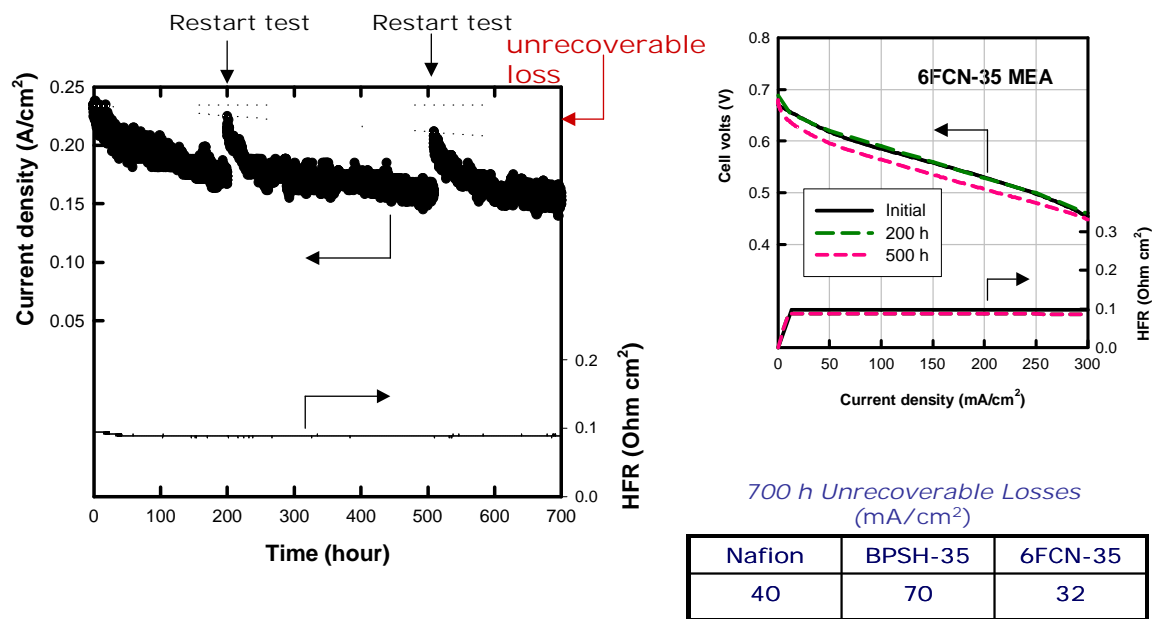 Restart test
Restart test
unrecoverable
loss
0.25
0.20
0.15
0.10
0.05
Current density (A/cm²)
0.2
0.1
0.0
HFR (Ohm cm²)
0 100 200 300 400 500 600 700
Time (hour)
0.8
0.7
0.6
0.5
0.4
Cell volts (V)
6FCN-35 MEA
Initial
200 h
500 h
0.3
0.2
0.1
0.0
HFR (Ohm cm²)
0 50 100 150 200 250 300
Current density (mA/cm²)
700 h Unrecoverable Losses
(mA/cm²)
Nafion BPSH-35 6FCN-35
40 70 32